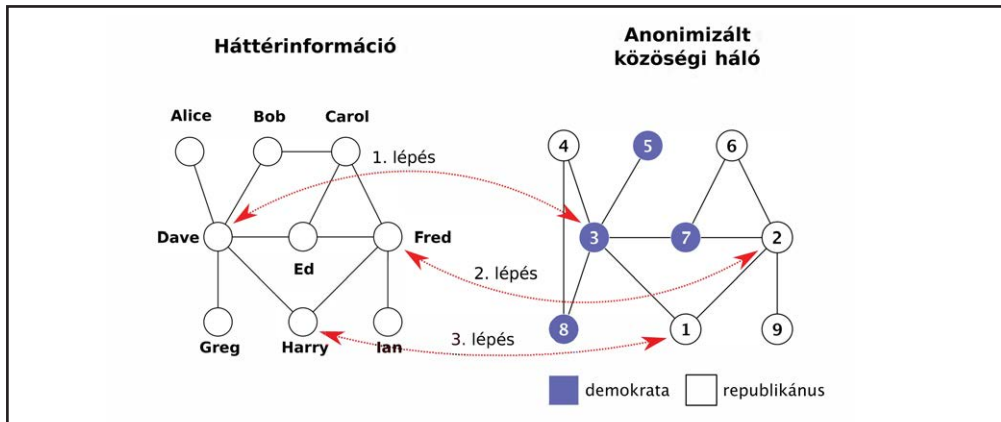 Háttérinformáció
Anonimizált
közöségi háló
Alice
Bob
Carol
4
5
6
1. lépés
Dave
Ed
Fred
3
7
2
2. lépés
Greg
Harry
Ian
3. lépés
8
1
9
demokrata
republikánus